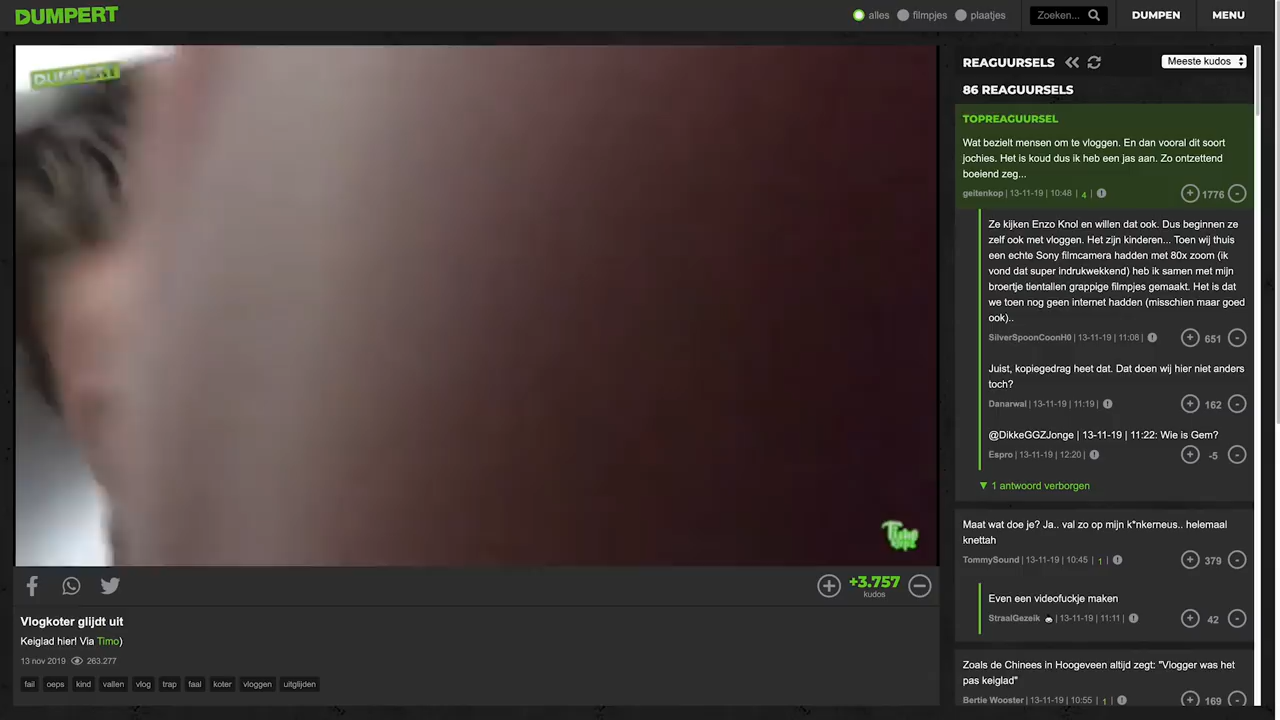 DUMPERT
alles filmpjes plaatjes Zoeken... DUMPEN MENU
DUMPERT
REAGUURSELS Meeste kudos
86 REAGUURSELS
TOPREAGUURSEL
Wat bezielt mensen om te vloggen. En dan vooral dit soort
jochies. Het is koud dus ik heb een jas aan. Zo ontzettend
boeiend zeg...
geitenkop | 13-11-19 | 10:48 | 4 | 1776
Ze kijken Enzo Knol en willen dat ook. Dus beginnen ze
zelf ook met vloggen. Het zijn kinderen... Toen wij thuis
een echte Sony filmcamera hadden met 80x zoom (ik
vond dat super indrukwekkend) heb ik samen met mijn
broertje tientallen grappige filmpjes gemaakt. Het is dat
we toen nog geen internet hadden (misschien maar goed
ook)..
SilverSpoonCoonH0 | 13-11-19 | 11:08 | 651
Juist, kopiegedrag heet dat. Dat doen wij hier niet anders
toch?
Danarwal | 13-11-19 | 11:19 | 162
@DikkeGGZJonge | 13-11-19 | 11:22: Wie is Gem?
Espro | 13-11-19 | 12:20 | -5
▼ 1 antwoord verborgen
Maat wat doe je? Ja.. val zo op mijn k*nkerneus.. helemaal
knettah
TommySound | 13-11-19 | 10:45 | 1 | 379
Even een videofuckje maken
StraalGezeik | 13-11-19 | 11:11 | 42
Zoals de Chinees in Hoogeveen altijd zegt: "Vlogger was het
pas keiglad"
Bertie Wooster | 13-11-19 | 10:55 | 1 | 169
+3.757
kudos
Vlogkoter glijdt uit
Keiglad hier! Via Timo)
13 nov 2019 263.277
fail oeps kind vallen vlog trap faal koter vloggen uitglijden